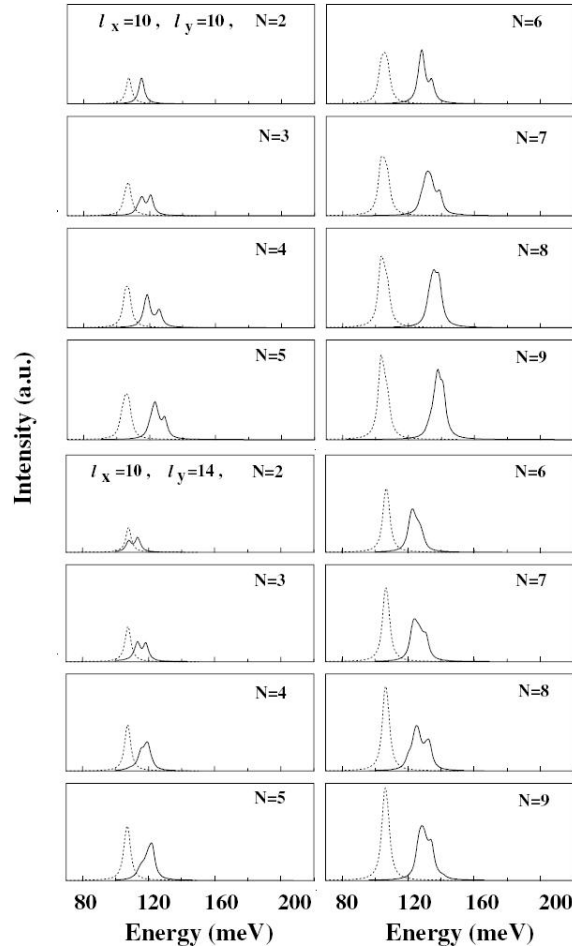 ℓ x =10 , ℓ y =10 , N=2
N=6
N=3
N=7
N=4
N=8
N=5
N=9
ℓ x =10 , ℓ y =14 , N=2
N=6
N=3
N=7
N=4
N=8
N=5
N=9
Intensity (a.u.)
80 120 160 200 80 120 160 200
Energy (meV) Energy (meV)